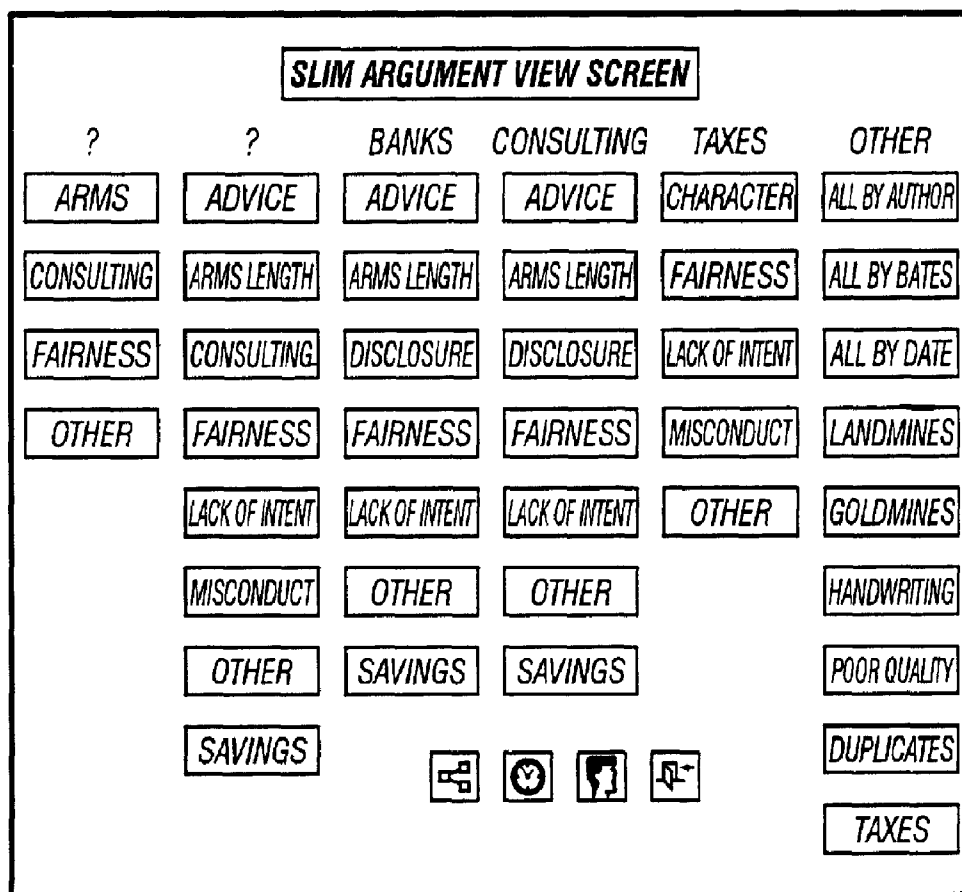 SLIM ARGUMENT VIEW SCREEN
? ? BANKS CONSULTING TAXES OTHER
ARMS ADVICE ADVICE ADVICE CHARACTER ALL BY AUTHOR
CONSULTING ARMS LENGTH ARMS LENGTH ARMS LENGTH FAIRNESS ALL BY BATES
FAIRNESS CONSULTING DISCLOSURE DISCLOSURE LACK OF INTENT ALL BY DATE
OTHER FAIRNESS FAIRNESS FAIRNESS MISCONDUCT LANDMINES
LACK OF INTENT LACK OF INTENT LACK OF INTENT OTHER GOLDMINES
MISCONDUCT OTHER OTHER HANDWRITING
OTHER SAVINGS SAVINGS POOR QUALITY
SAVINGS DUPLICATES
TAXES